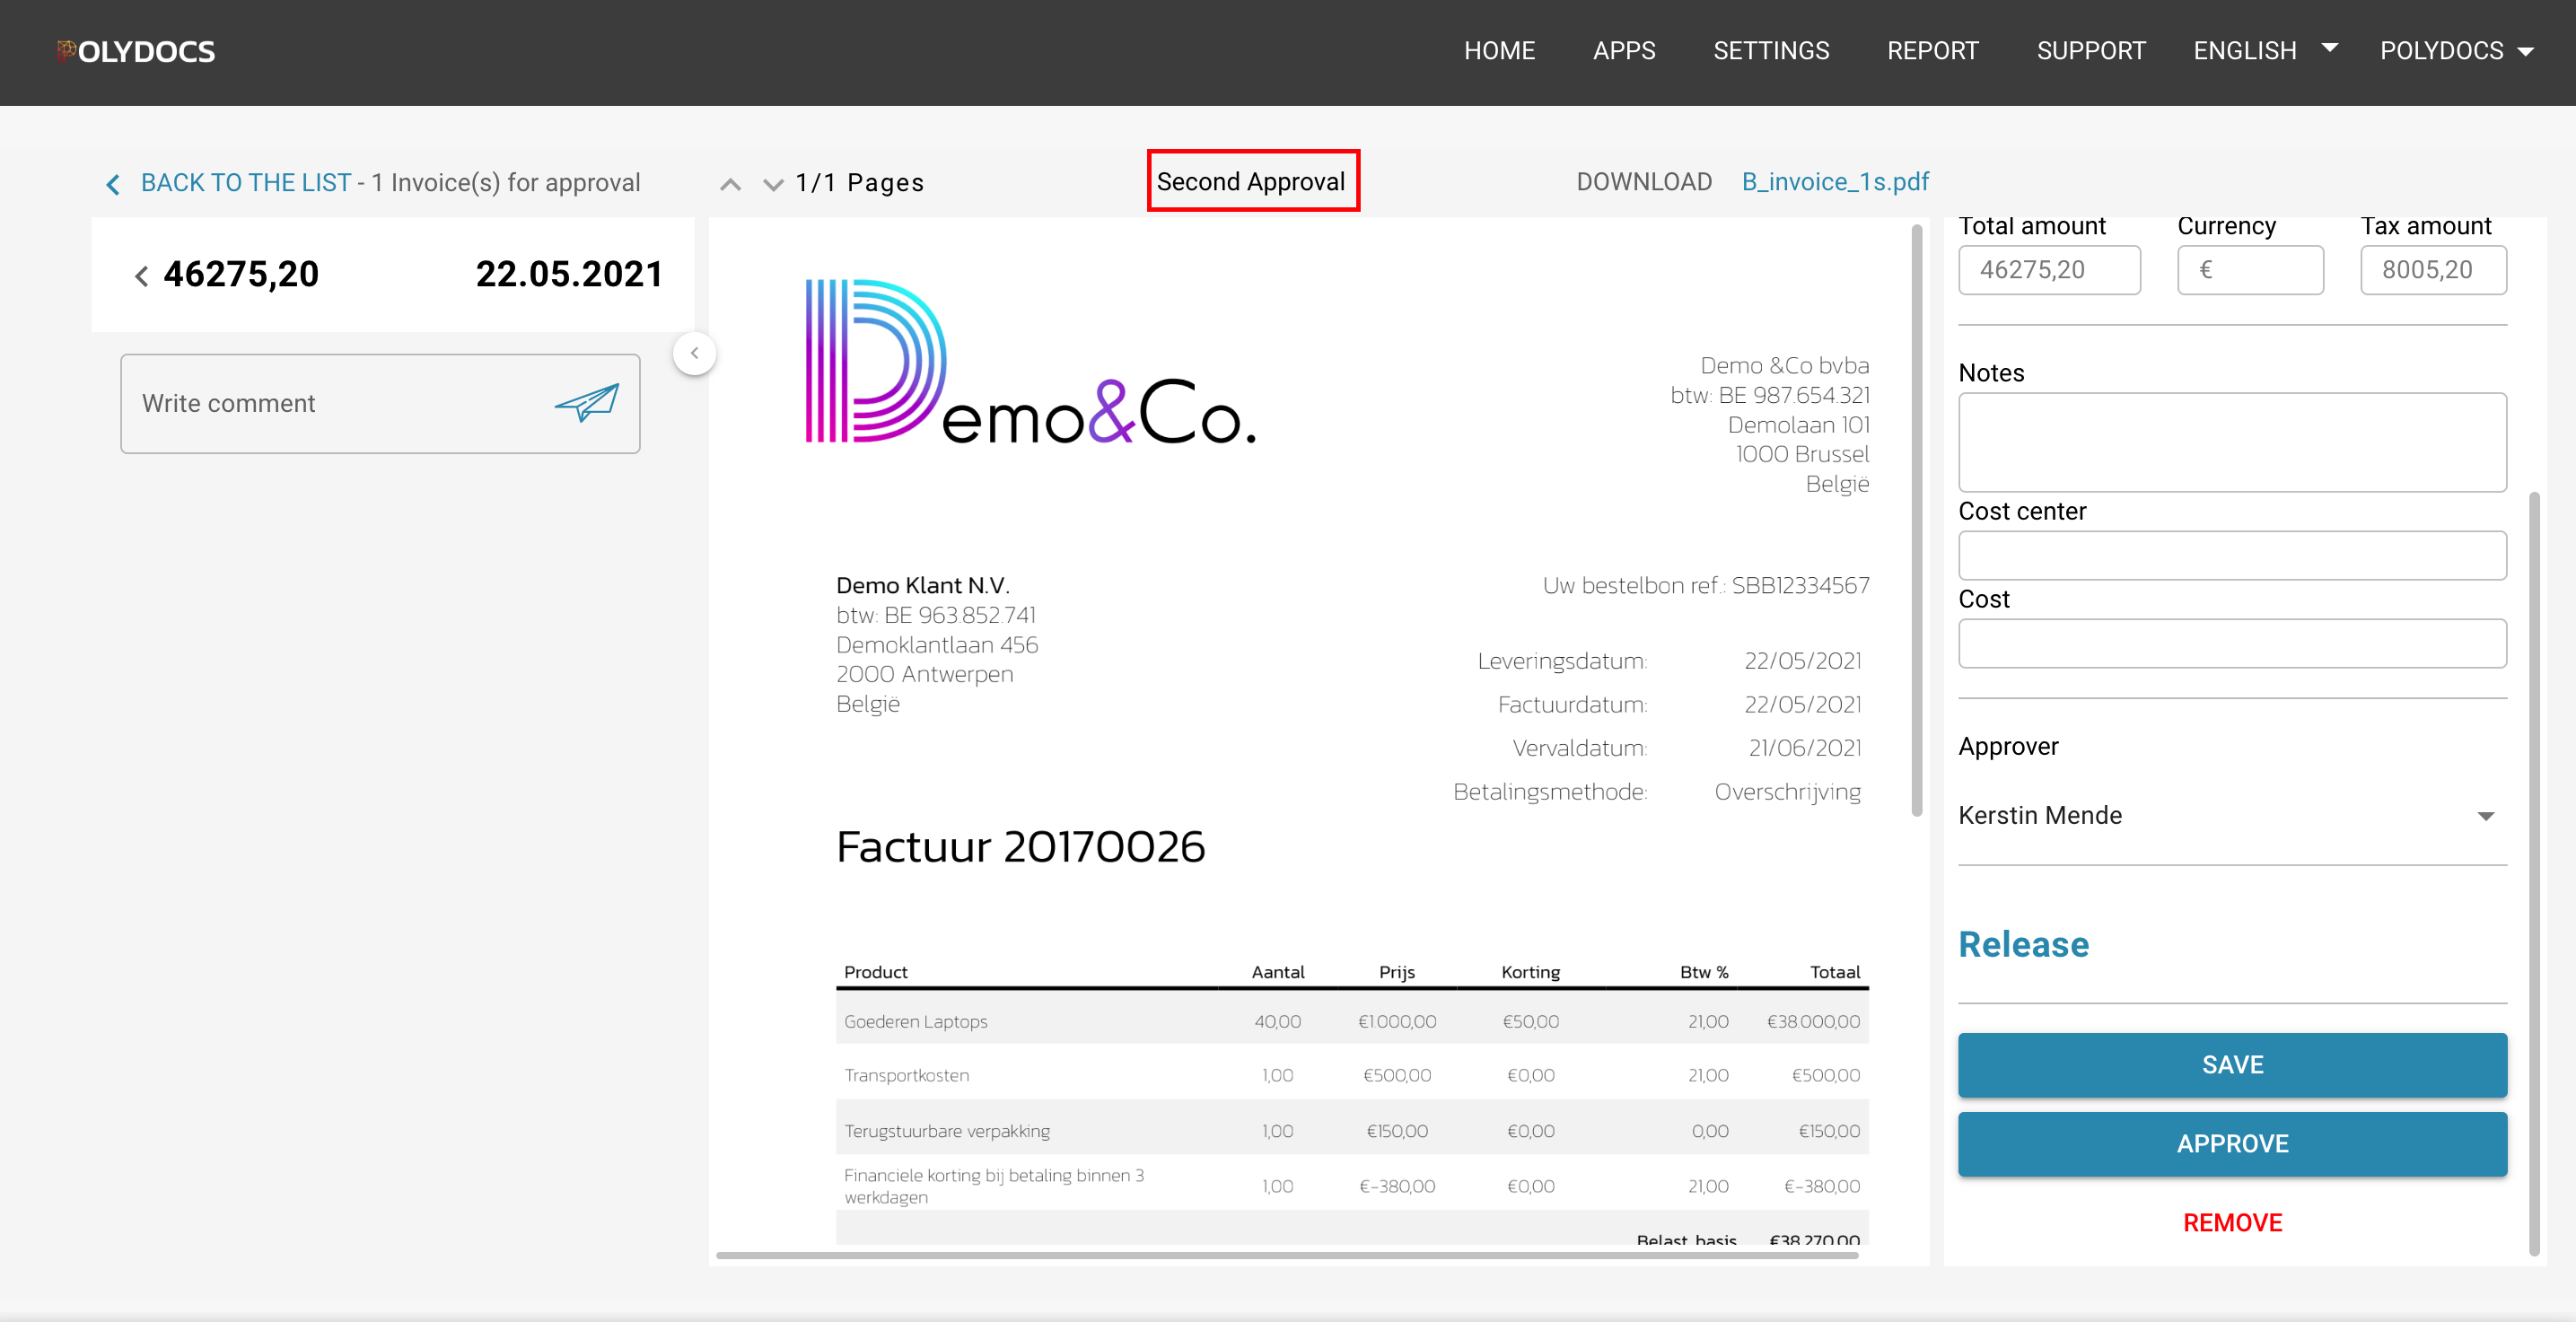 POLYDOCS
HOME APPS SETTINGS REPORT SUPPORT ENGLISH POLYDOCS
BACK TO THE LIST - 1 Invoice(s) for approval
1/1 Pages
Second Approval
DOWNLOAD B_invoice_1s.pdf
46275,20 22.05.2021
Write comment
Demo&Co.
Demo &Co bvba
btw: BE 987.654.321
Demolaan 101
1000 Brussel
België
Demo Klant N.V.
btw: BE 963.852.741
Demoklantlaan 456
2000 Antwerpen
België
Uw bestelbon ref.: SBB12334567
Leveringsdatum: 22/05/2021
Factuurdatum: 22/05/2021
Vervaldatum: 21/06/2021
Betalingsmethode: Overschrijving
Factuur 20170026
Product Aantal Prijs Korting Btw % Totaal
Goederen Laptops 40,00 €1.000,00 €50,00 21,00 €38.000,00
Transportkosten 1,00 €500,00 €0,00 21,00 €500,00
Terugstuurbare verpakking 1,00 €150,00 €0,00 0,00 €150,00
Financiele korting bij betaling binnen 3
werkdagen 1,00 €-380,00 €0,00 21,00 €-380,00
Belast. basis €38.270,00
Total amount Currency Tax amount
46275,20 € 8005,20
Notes
Cost center
Cost
Approver
Kerstin Mende
Release
SAVE
APPROVE
REMOVE